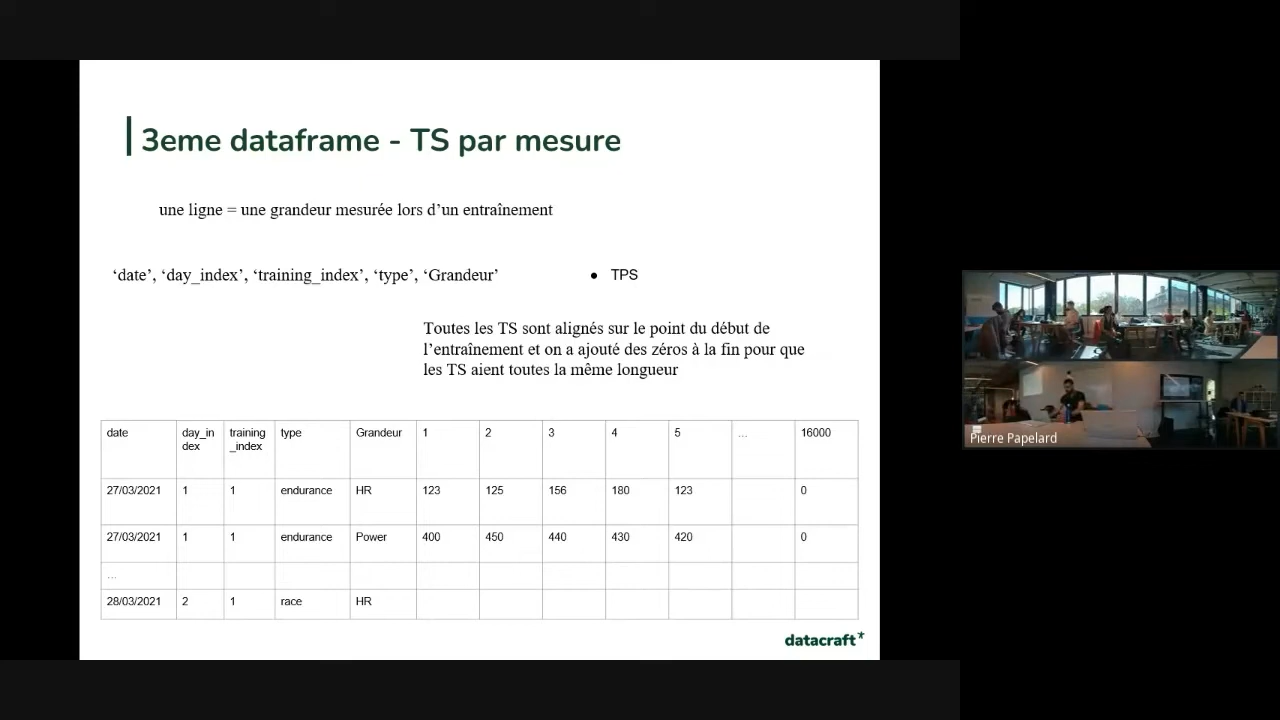 3eme dataframe - TS par mesure
une ligne = une grandeur mesurée lors d’un entraînement
‘date’, ‘day_index’, ‘training_index’, ‘type’, ‘Grandeur’
● TPS
Toutes les TS sont alignés sur le point du début de
l’entraînement et on a ajouté des zéros à la fin pour que
les TS aient toutes la même longueur
date day_in dex training _index type Grandeur 1 2 3 4 5 ... 16000
27/03/2021 1 1 endurance HR 123 125 156 180 123 0
27/03/2021 1 1 endurance Power 400 450 440 430 420 0
...
28/03/2021 2 1 race HR
datacraft*
Pierre Papelard